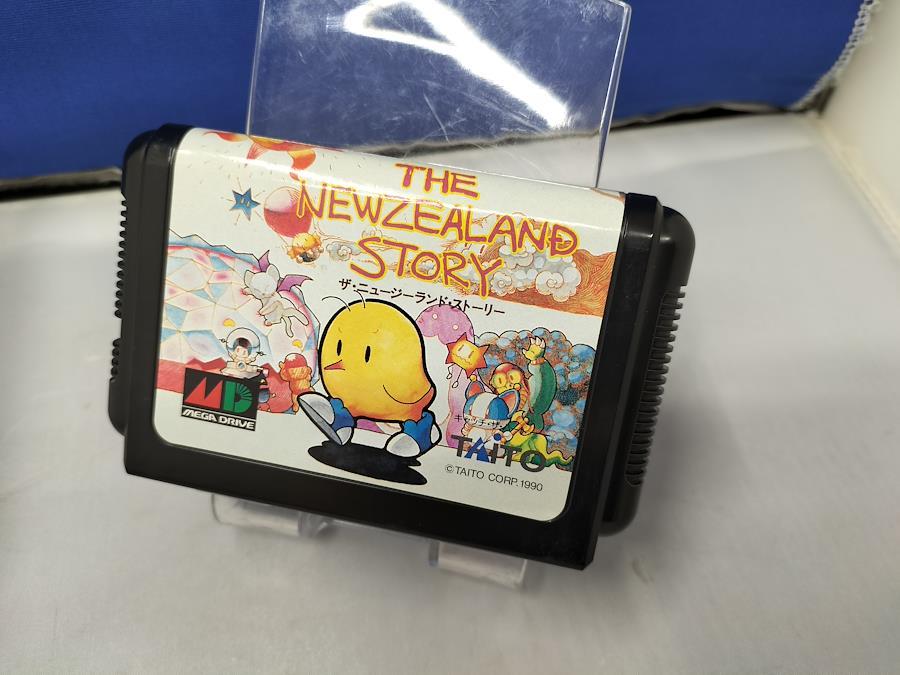 THE
NEWZEALAND
STORY
ザ・ニュージーランド・ストーリー
MD
MEGA DRIVE
TAITO
©TAITO CORP. 1990